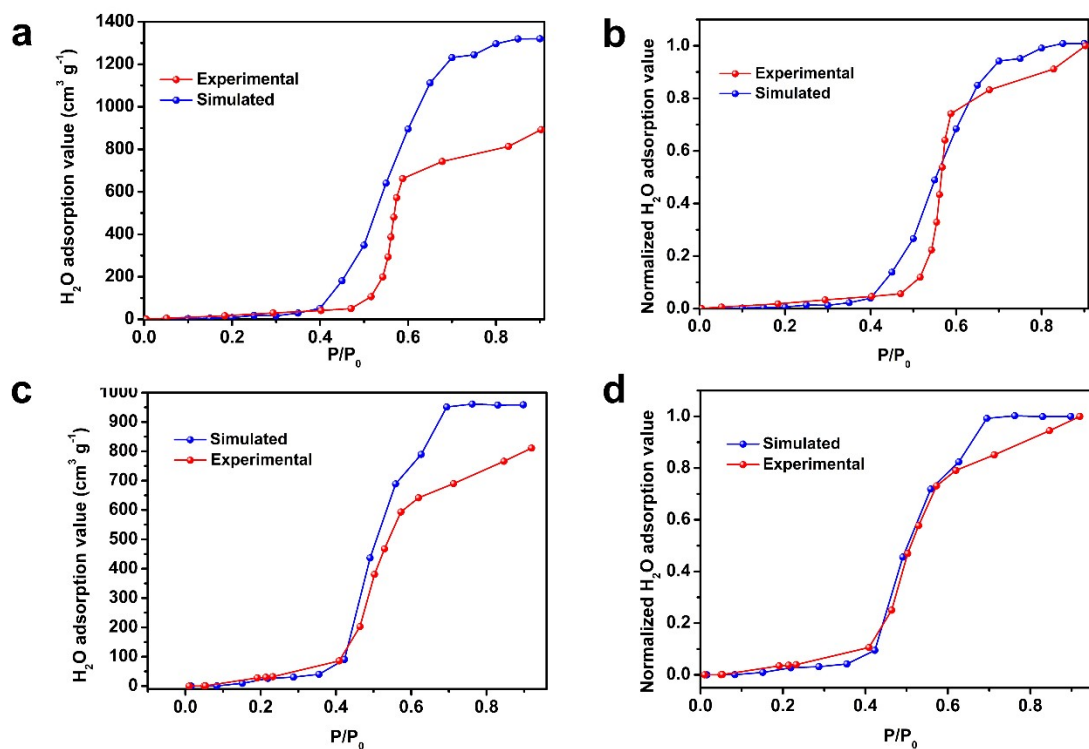 a
H₂O adsorption value (cm³ g⁻¹)
1400
1200
1000
800
600
400
200
0
Experimental
Simulated
0.0 0.2 0.4 0.6 0.8
P/P₀
b
Normalized H₂O adsorption value
1.0
0.8
0.6
0.4
0.2
0.0
Experimental
Simulated
0.0 0.2 0.4 0.6 0.8
P/P₀
c
H₂O adsorption value (cm³ g⁻¹)
1000
900
800
700
600
500
400
300
200
100
0
Simulated
Experimental
0.0 0.2 0.4 0.6 0.8
P/P₀
d
Normalized H₂O adsorption value
1.0
0.8
0.6
0.4
0.2
0.0
Simulated
Experimental
0.0 0.2 0.4 0.6 0.8
P/P₀